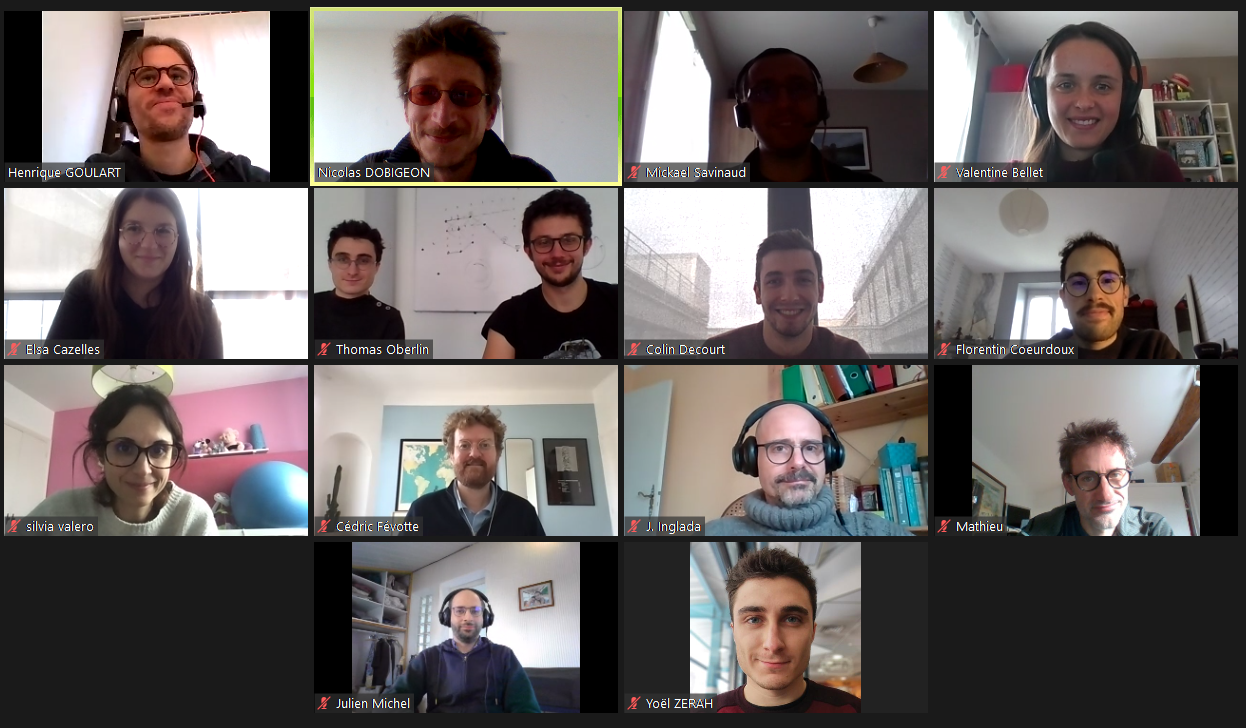 Henrique GOULART
Nicolas DOBIGEON
Mickael Savinaud
Valentine Bellet
Elsa Cazelles
Thomas Oberlin
Colin Decourt
Florentin Coeurdoux
silvia valero
Cédric Févotte
J. Inglada
Mathieu
Julien Michel
Yoël ZERAH